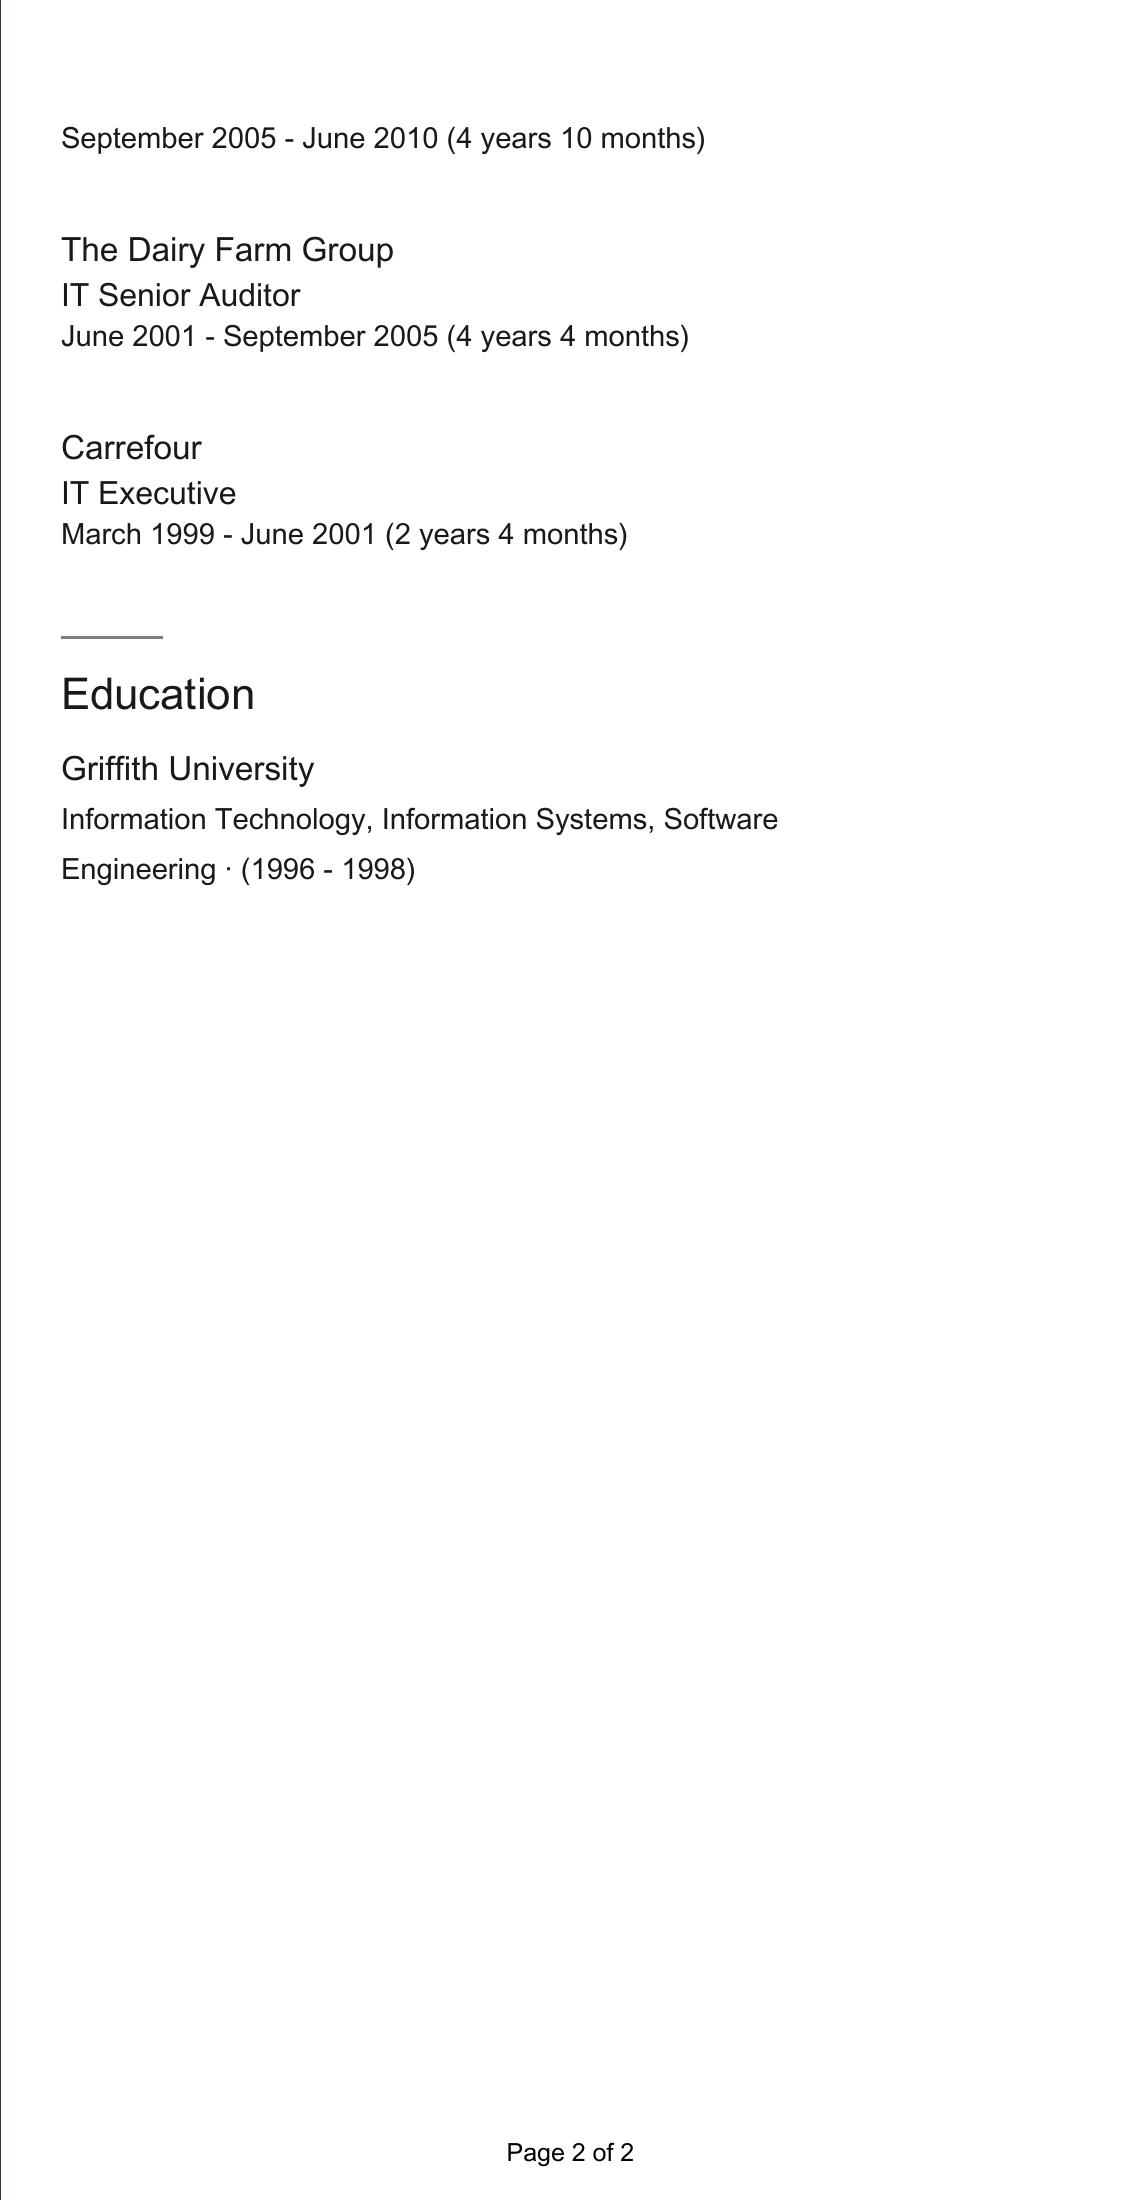 September 2005 - June 2010 (4 years 10 months)
The Dairy Farm Group
IT Senior Auditor
June 2001 - September 2005 (4 years 4 months)
Carrefour
IT Executive
March 1999 - June 2001 (2 years 4 months)
Education
Griffith University
Information Technology, Information Systems, Software
Engineering · (1996 - 1998)
Page 2 of 2